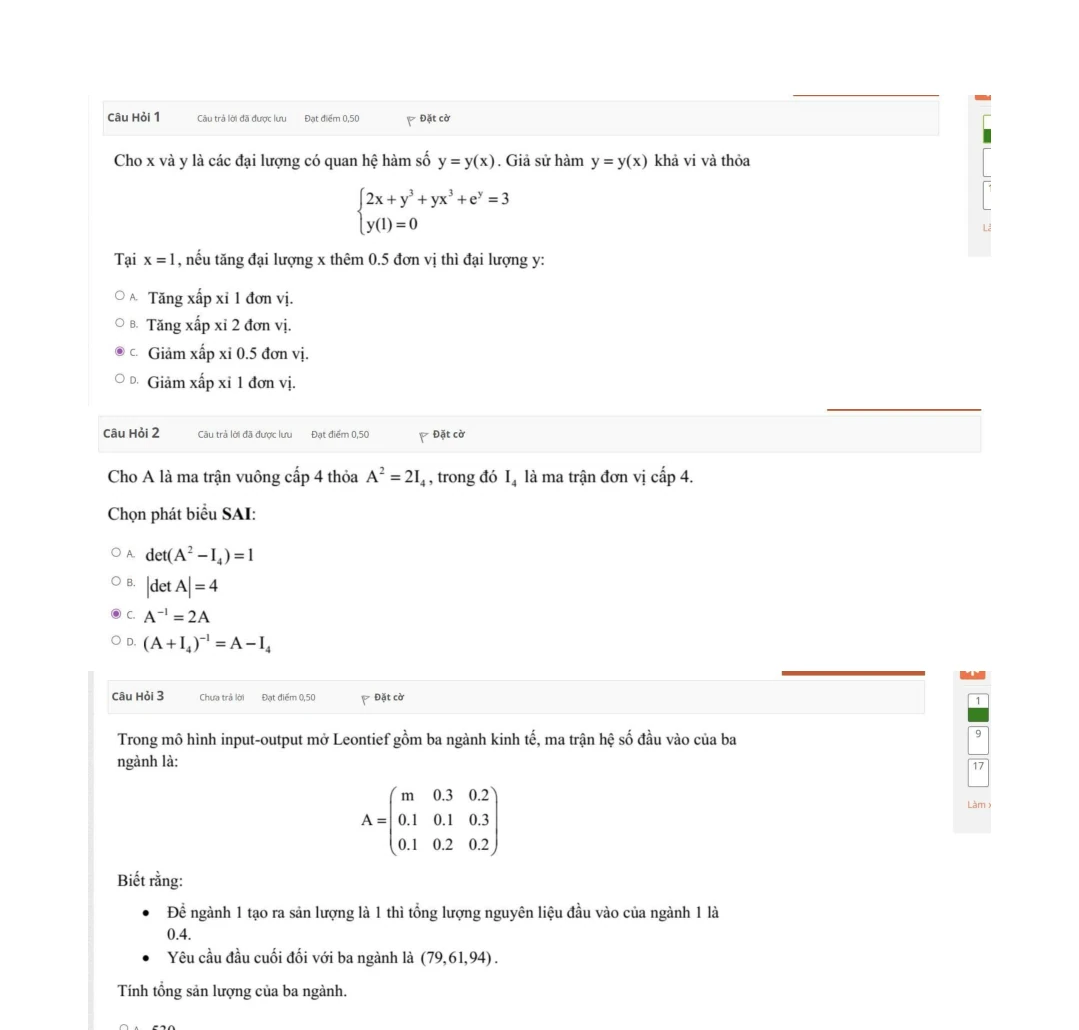 Câu Hỏi 1 Câu trả lời đã được lưu Đạt điểm 0,50 Đặt cờ
Cho x và y là các đại lượng có quan hệ hàm số y = y(x). Giả sử hàm y = y(x) khả vi và thỏa
2x + y³ + yx³ + eʸ = 3
y(1) = 0
Tại x = 1, nếu tăng đại lượng x thêm 0.5 đơn vị thì đại lượng y:
A. Tăng xấp xỉ 1 đơn vị.
B. Tăng xấp xỉ 2 đơn vị.
C. Giảm xấp xỉ 0.5 đơn vị.
D. Giảm xấp xỉ 1 đơn vị.
Câu Hỏi 2 Câu trả lời đã được lưu Đạt điểm 0,50 Đặt cờ
Cho A là ma trận vuông cấp 4 thỏa A² = 2I₄, trong đó I₄ là ma trận đơn vị cấp 4.
Chọn phát biểu SAI:
A. det(A² − I₄) = 1
B. |det A| = 4
C. A⁻¹ = 2A
D. (A + I₄)⁻¹ = A − I₄
Câu Hỏi 3 Chưa trả lời Đạt điểm 0,50 Đặt cờ
1
9
17
Làm
Trong mô hình input-output mở Leontief gồm ba ngành kinh tế, ma trận hệ số đầu vào của ba
ngành là:
m 0.3 0.2
A = 0.1 0.1 0.3
0.1 0.2 0.2
Biết rằng:
• Để ngành 1 tạo ra sản lượng là 1 thì tổng lượng nguyên liệu đầu vào của ngành 1 là
0.4.
• Yêu cầu đầu cuối đối với ba ngành là (79,61,94).
Tính tổng sản lượng của ba ngành.